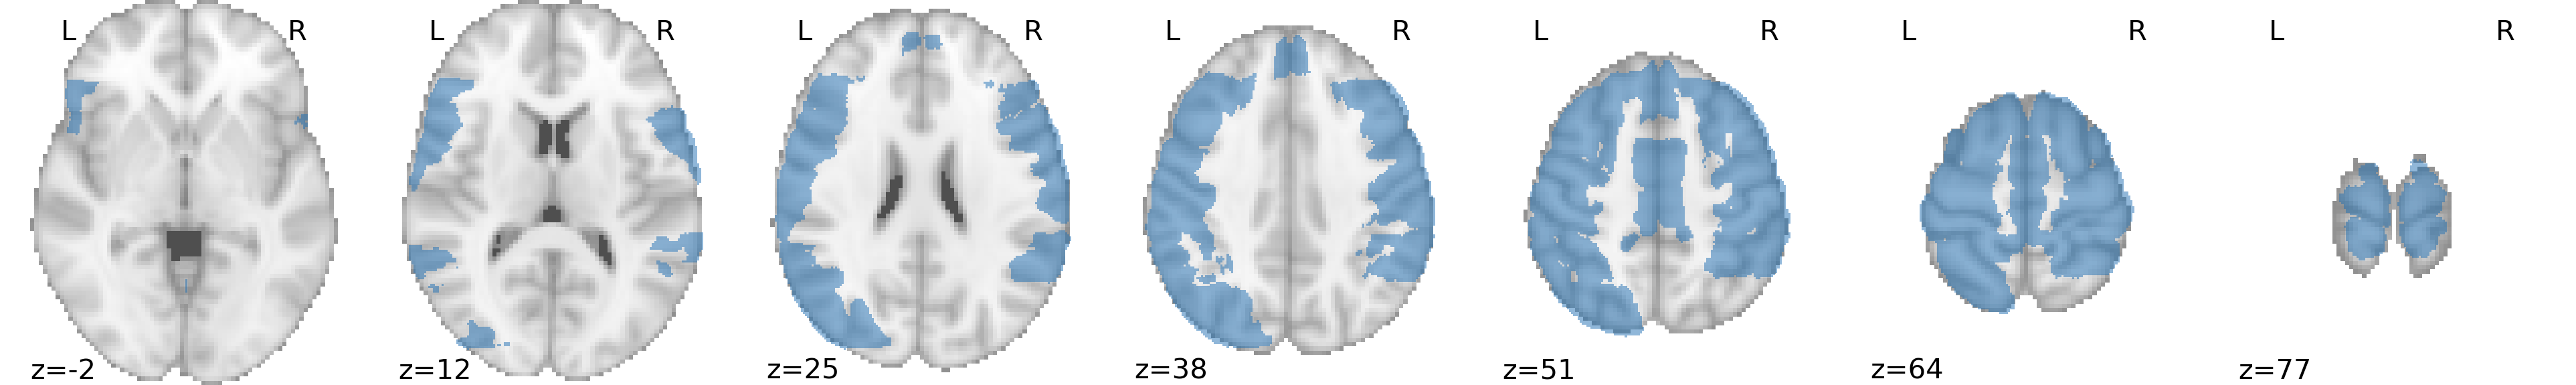 L R L R L R L R L R L R L R
z=-2 z=12 z=25 z=38 z=51 z=64 z=77